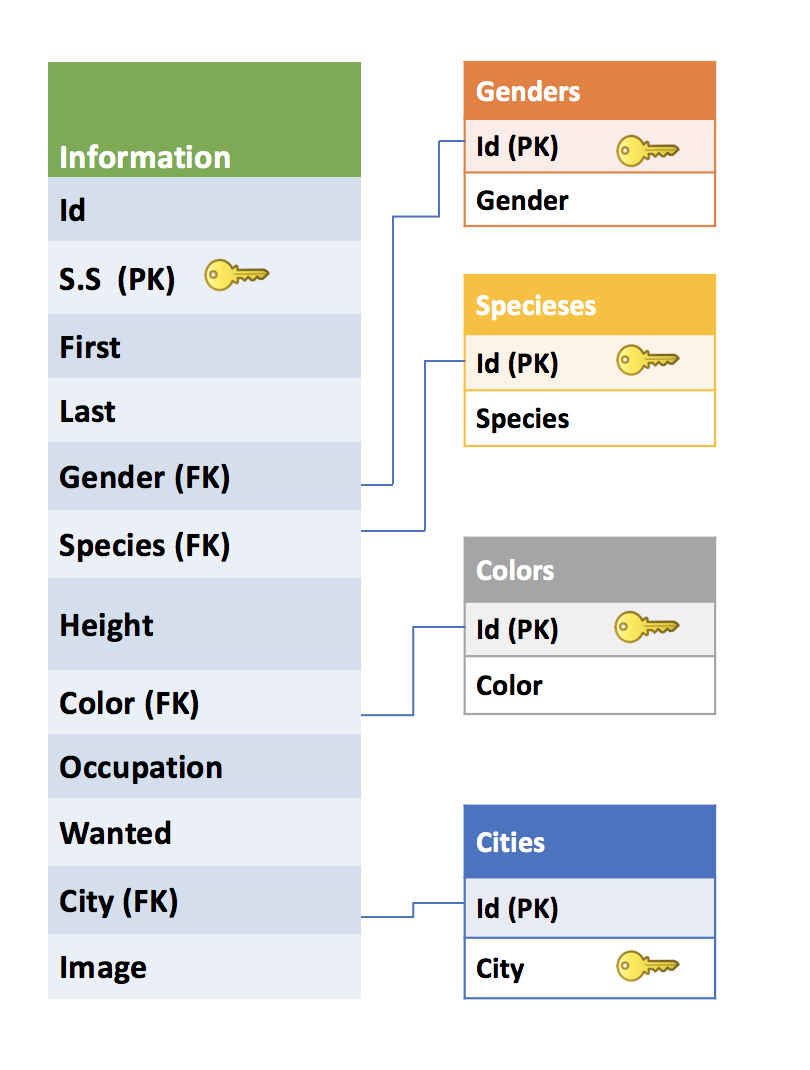 Information
Id
S.S (PK)
First
Last
Gender (FK)
Species (FK)
Height
Color (FK)
Occupation
Wanted
City (FK)
Image
Genders
Id (PK)
Gender
Specieses
Id (PK)
Species
Colors
Id (PK)
Color
Cities
Id (PK)
City